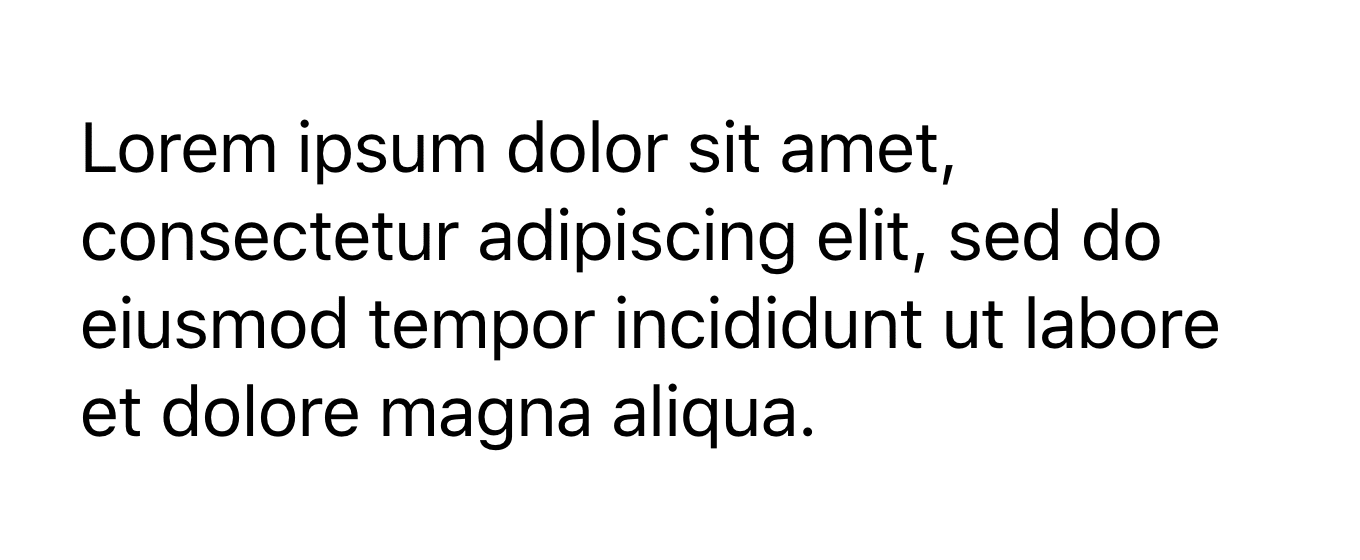 Lorem ipsum dolor sit amet,
consectetur adipiscing elit, sed do
eiusmod tempor incididunt ut labore
et dolore magna aliqua.